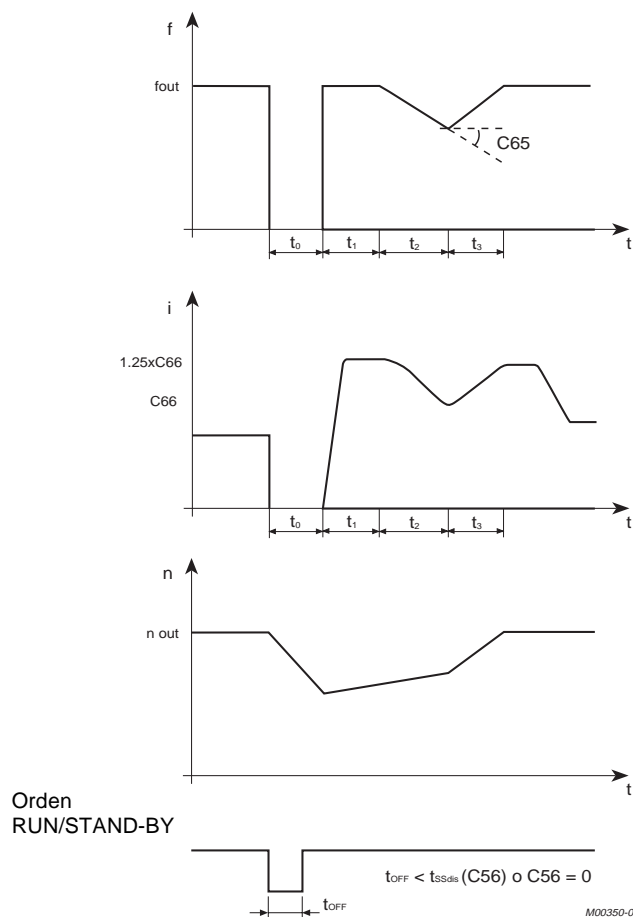 f
fout
C65
t₀ t₁ t₂ t₃ t
i
1.25xC66
C66
t₀ t₁ t₂ t₃ t
n
n out
t
Orden
RUN/STAND-BY
tOFF < tSSdis (C56) o C56 = 0
tOFF
M00350-0